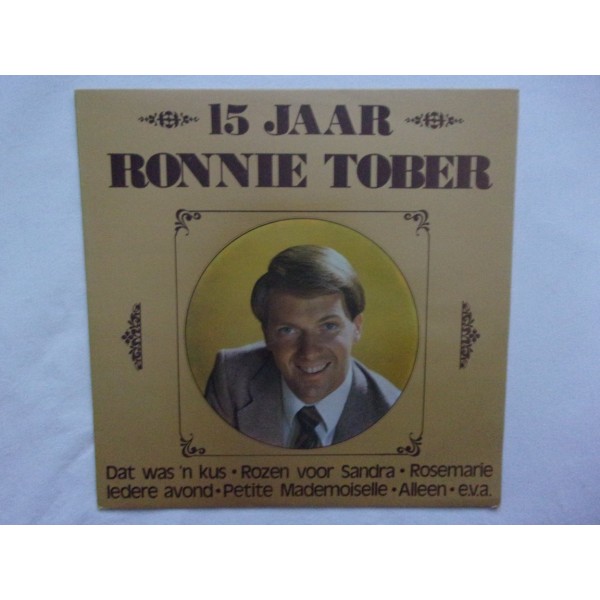 15 JAAR
RONNIE TOBER
Dat was 'n kus • Rozen voor Sandra • Rosemarie
Iedere avond • Petite Mademoiselle • Alleen • e.v.a.